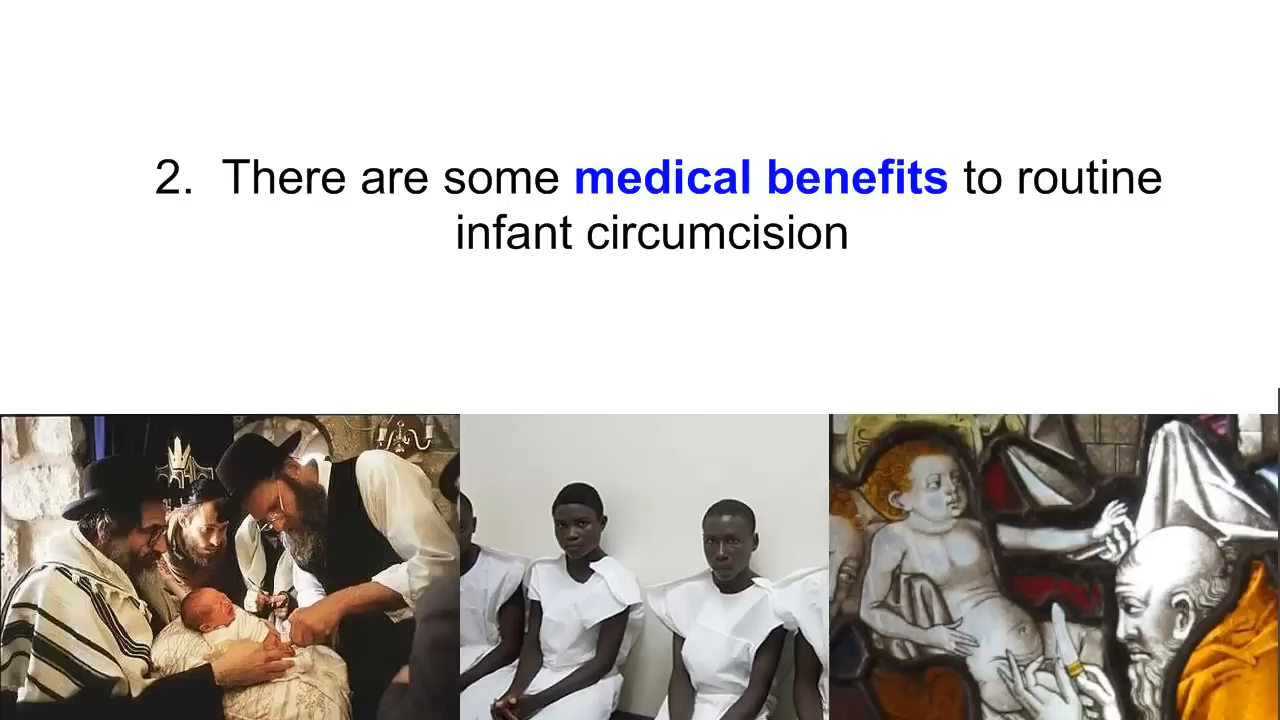 2. There are some medical benefits to routine
infant circumcision